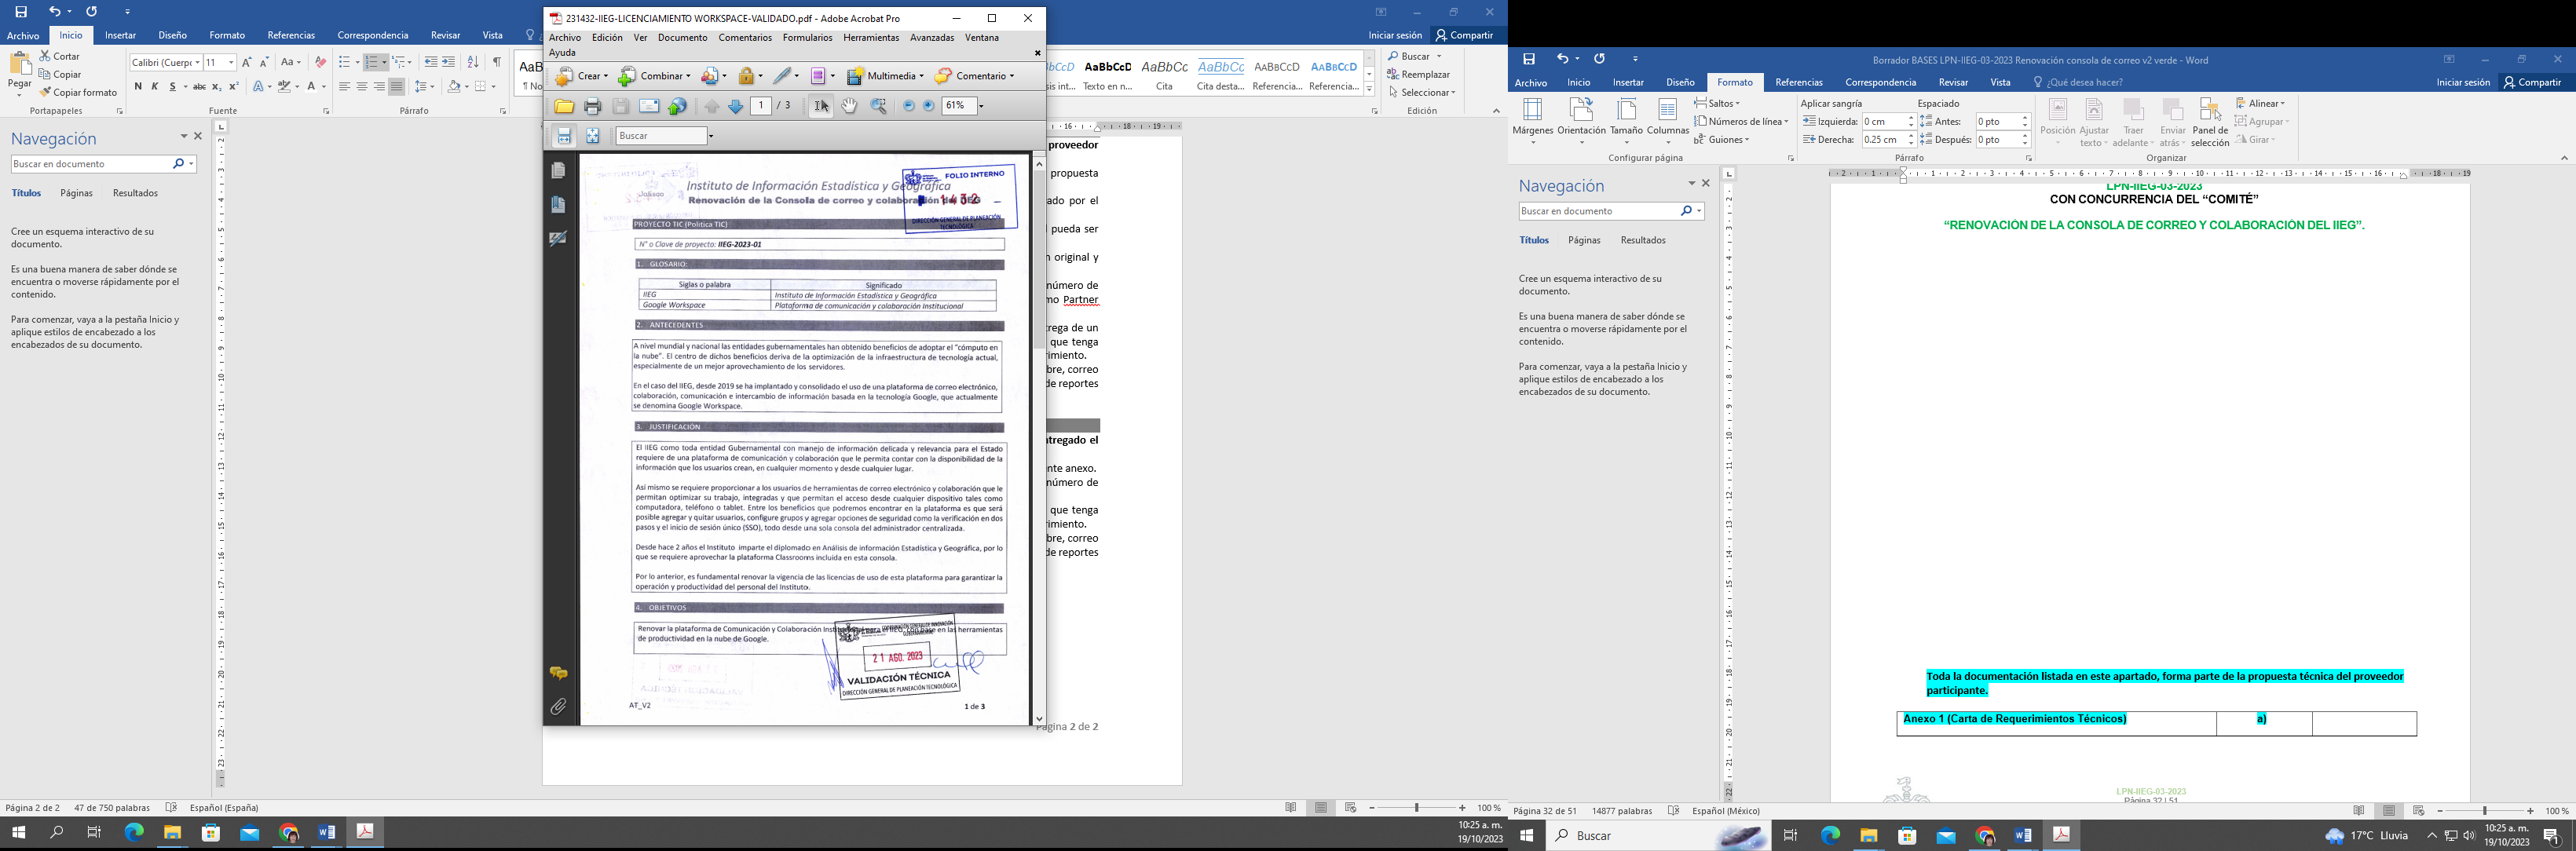 231432-IIEG-LICENCIAMIENTO WORKSPACE-VALIDADO.pdf - Adobe Acrobat Pro
Iniciar sesión
Compartir
Archivo
Inicio
Insertar
Diseño
Formato
Referencias
Correspondencia
Revisar
Vista
Cortar
Copiar
Copiar formato
Pegar
Portapapeles
Calibri (Cuerpo
11
Fuente
Párrafo
Archivo Edición Ver Documento Comentarios Formularios Herramientas Avanzadas Ventana
Ayuda
Crear
Combinar
Multimedia
Comentario
1 / 3
61%
Buscar
AaBbCcD
Texto en n...
Cita
Cita desta...
Referencia...
Referencia...
Buscar
Reemplazar
Seleccionar
Edición
Navegación
Buscar en documento
Títulos
Páginas
Resultados
Cree un esquema interactivo de su
documento.
Es una buena manera de saber dónde se
encuentra o moverse rápidamente por el
contenido.
Para comenzar, vaya a la pestaña Inicio y
aplique estilos de encabezado a los
encabezados de su documento.
FOLIO INTERNO
1432
DIRECCIÓN GENERAL DE PLANEACIÓN
TECNOLÓGICA
Jalisco
Instituto de Información Estadística y Geográfica
Renovación de la Consola de correo y colaboración del IIEG
PROYECTO TIC (Política TIC)
N° o Clave de proyecto: IIEG-2023-01
1. GLOSARIO:
Siglas o palabra Significado
IIEG Instituto de Información Estadística y Geográfica
Google Workspace Plataforma de comunicación y colaboración Institucional
2. ANTECEDENTES
A nivel mundial y nacional las entidades gubernamentales han obtenido beneficios de adoptar el "cómputo en
la nube". El centro de dichos beneficios deriva de la optimización de la infraestructura de tecnología actual,
especialmente de un mejor aprovechamiento de los servidores.
En el caso del IIEG, desde 2019 se ha implantado y consolidado el uso de una plataforma de correo electrónico,
colaboración, comunicación e intercambio de información basada en la tecnología Google, que actualmente
se denomina Google Workspace.
3. JUSTIFICACIÓN
El IIEG como toda entidad Gubernamental con manejo de información delicada y relevancia para el Estado
requiere de una plataforma de comunicación y colaboración que le permita contar con la disponibilidad de la
información que los usuarios crean, en cualquier momento y desde cualquier lugar.
Así mismo se requiere proporcionar a los usuarios de herramientas de correo electrónico y colaboración que le
permitan optimizar su trabajo, integradas y que permitan el acceso desde cualquier dispositivo tales como
computadora, teléfono o tablet. Entre los beneficios que podremos encontrar en la plataforma es que será
posible agregar y quitar usuarios, configure grupos y agregar opciones de seguridad como la verificación en dos
pasos y el inicio de sesión único (SSO), todo desde una sola consola del administrador centralizada.
Desde hace 2 años el Instituto imparte el diplomado en Análisis de información Estadística y Geográfica, por lo
que se requiere aprovechar la plataforma Classrooms incluida en esta consola.
Por lo anterior, es fundamental renovar la vigencia de las licencias de uso de esta plataforma para garantizar la
operación y productividad del personal del Instituto.
4. OBJETIVOS
Renovar la plataforma de Comunicación y Colaboración Institucional para el IIEG, con base en las herramientas
de productividad en la nube de Google.
21 AGO. 2023
VALIDACIÓN TÉCNICA
DIRECCIÓN GENERAL DE PLANEACIÓN TECNOLÓGICA
AT_V2
1 de 3
proveedor
propuesta
ado por el
l pueda ser
n original y
número de
mo Partner
trega de un
que tenga
rimiento.
bre, correo
de reportes
ntregado el
nte anexo.
número de
que tenga
rimiento.
bre, correo
de reportes
Página 2 de 2
Página 2 de 2
47 de 750 palabras
Español (España)
100 %
10:25 a. m.
19/10/2023
Borrador BASES LPN-IIEG-03-2023 Renovación consola de correo v2 verde - Word
Archivo
Inicio
Insertar
Diseño
Formato
Referencias
Correspondencia
Revisar
Vista
¿Qué desea hacer?
Iniciar sesión
Compartir
Márgenes
Orientación
Tamaño
Columnas
Saltos
Números de línea
Guiones
Configurar página
Aplicar sangría
Izquierda: 0 cm
Derecha: 0.25 cm
Espaciado
Antes: 0 pto
Después: 0 pto
Párrafo
Posición
Ajustar texto
Traer adelante
Enviar atrás
Panel de selección
Alinear
Agrupar
Girar
Organizar
Navegación
Buscar en documento
Títulos
Páginas
Resultados
Cree un esquema interactivo de su
documento.
Es una buena manera de saber dónde se
encuentra o moverse rápidamente por el
contenido.
Para comenzar, vaya a la pestaña Inicio y
aplique estilos de encabezado a los
encabezados de su documento.
LPN-IIEG-03-2023
CON CONCURRENCIA DEL “COMITÉ”
“RENOVACIÓN DE LA CONSOLA DE CORREO Y COLABORACIÓN DEL IIEG”.
Toda la documentación listada en este apartado, forma parte de la propuesta técnica del proveedor
participante.
Anexo 1 (Carta de Requerimientos Técnicos) a)
LPN-IIEG-03-2023
Página 32 | 51
Página 32 de 51
14877 palabras
Español (México)
100 %
Buscar
17°C Lluvia
10:25 a. m.
19/10/2023